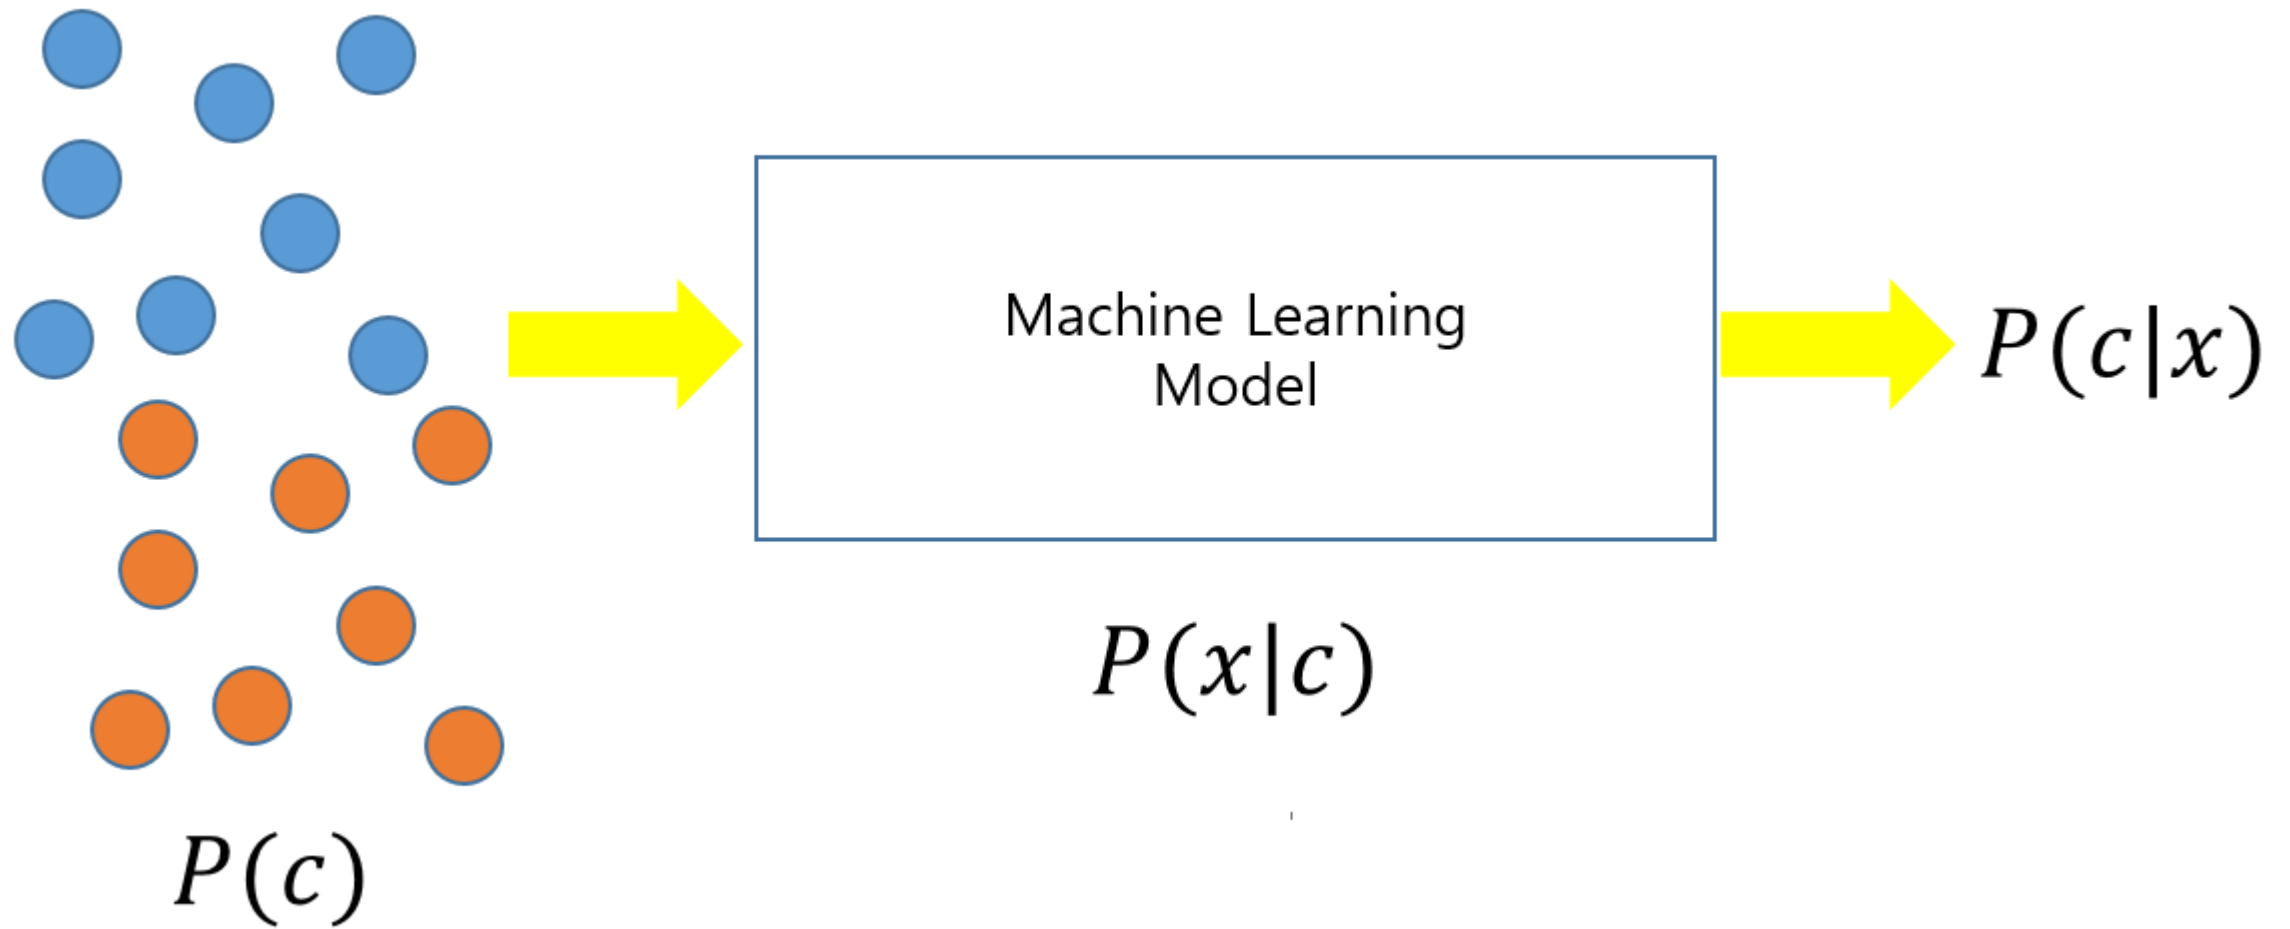 Machine Learning
Model
P(c|x)
P(x|c)
P(c)